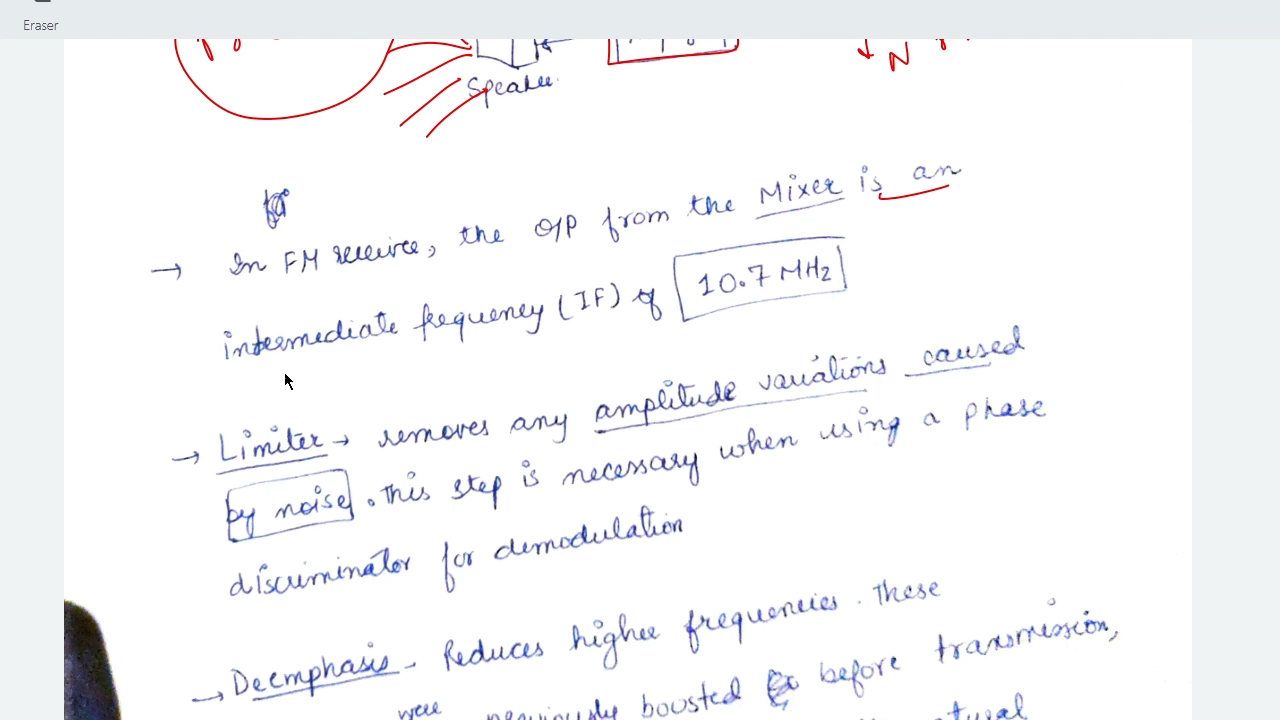 Eraser
Speaker
N
→ In FM receiver, the O/P from the Mixer is an
intermediate frequency (IF) of 10.7 MHz
→ Limiter → removes any amplitude variations caused
by noise. This step is necessary when using a phase
discriminator for demodulation
→ Deemphasis - Reduces higher frequencies. These
were previously boosted before transmission,
natural